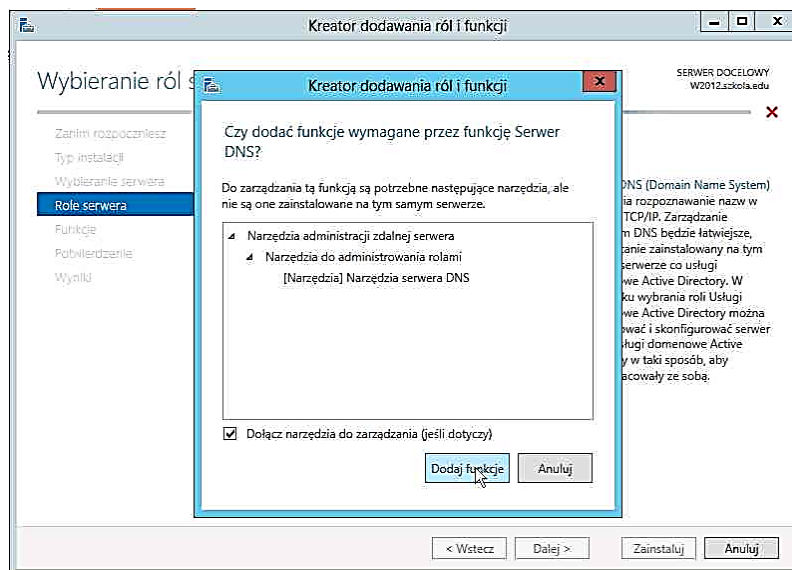 Kreator dodawania ról i funkcji
Wybieranie ról s
SERWER DOCELOWY
W2012.szkola.edu
Zanim rozpoczniesz
Typ instalacji
Wybieranie serwera
Role serwera
Funkcje
Potwierdzenie
Wyniki
Kreator dodawania ról i funkcji
x
Czy dodać funkcje wymagane przez funkcję Serwer
DNS?
Do zarządzania tą funkcją są potrzebne następujące narzędzia, ale
nie są one zainstalowane na tym samym serwerze.
Narzędzia administracji zdalnej serwera
Narzędzia do administrowania rolami
[Narzędzia] Narzędzia serwera DNS
Dołącz narzędzia do zarządzania (jeśli dotyczy)
Dodaj funkcje
Anuluj
DNS (Domain Name System)
ia rozpoznawanie nazw w
TCP/IP. Zarządzanie
m DNS będzie łatwiejsze,
tanie zainstalowany na tym
serwerze co usługi
we Active Directory. W
ku wybrania roli Usługi
we Active Directory można
ować i skonfigurować serwer
sługi domenowe Active
y w taki sposób, aby
acowały ze sobą.
< Wstecz
Dalej >
Zainstaluj
Anuluj